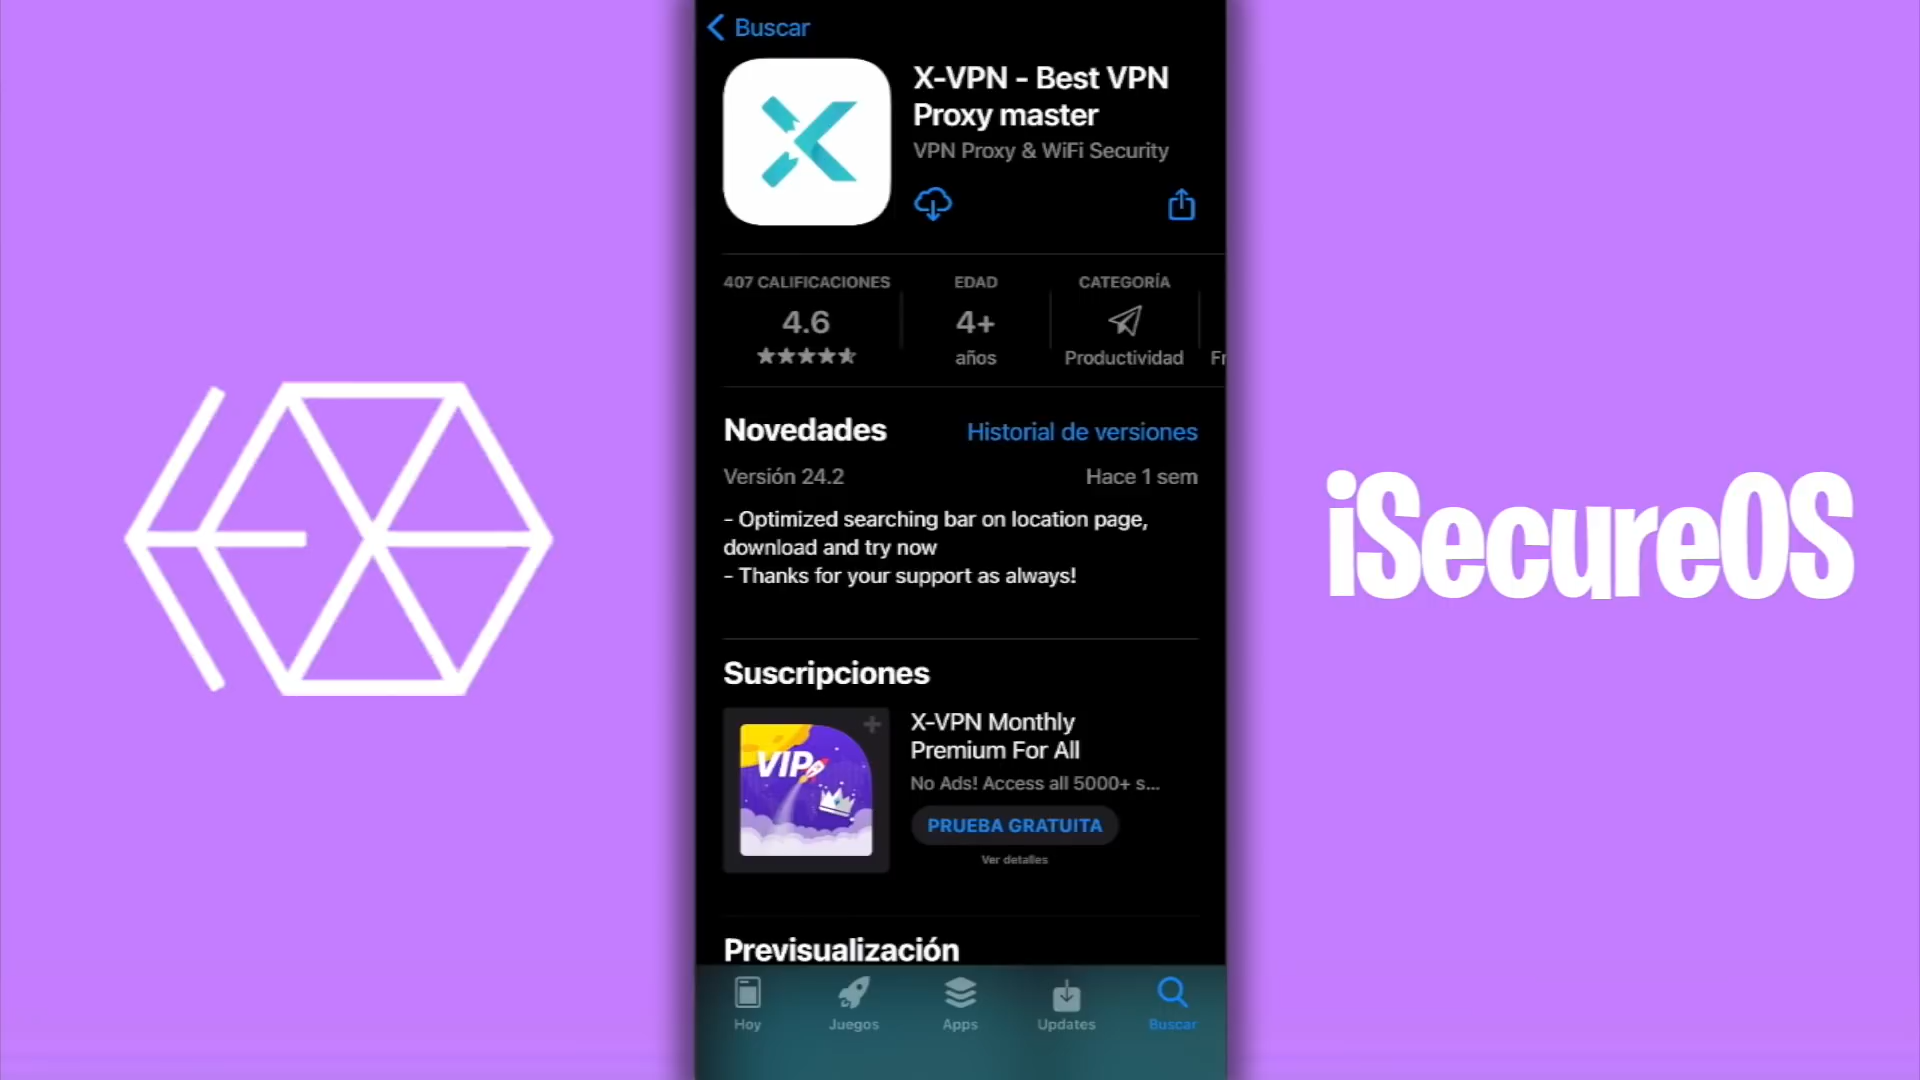 Buscar
X-VPN - Best VPN
Proxy master
VPN Proxy & WiFi Security
407 CALIFICACIONES
4.6
EDAD
4+
años
CATEGORÍA
Productividad
Fr
Novedades
Historial de versiones
Versión 24.2
Hace 1 sem
- Optimized searching bar on location page,
download and try now
- Thanks for your support as always!
Suscripciones
VIP
X-VPN Monthly
Premium For All
No Ads! Access all 5000+ s...
PRUEBA GRATUITA
Ver detalles
Previsualización
Hoy
Juegos
Apps
Updates
Buscar
iSecureOS